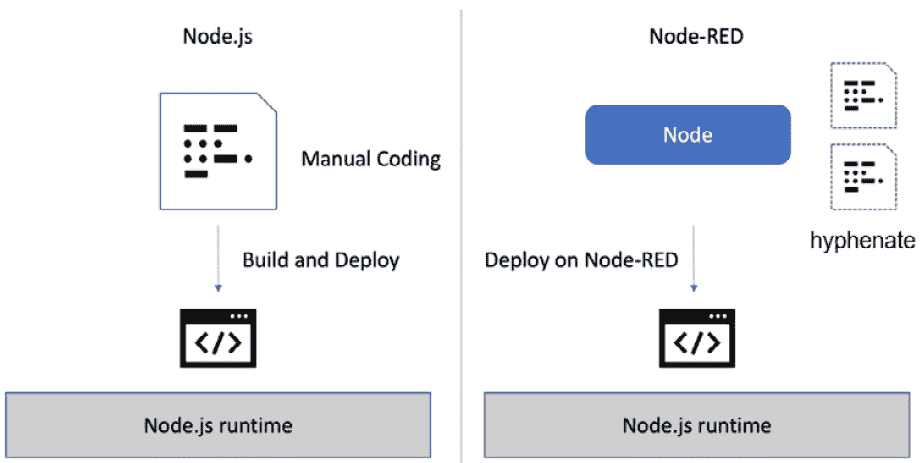 Node.js
Manual Coding
Build and Deploy
</>
Node.js runtime
Node-RED
Node
hyphenate
Deploy on Node-RED
</>
Node.js runtime